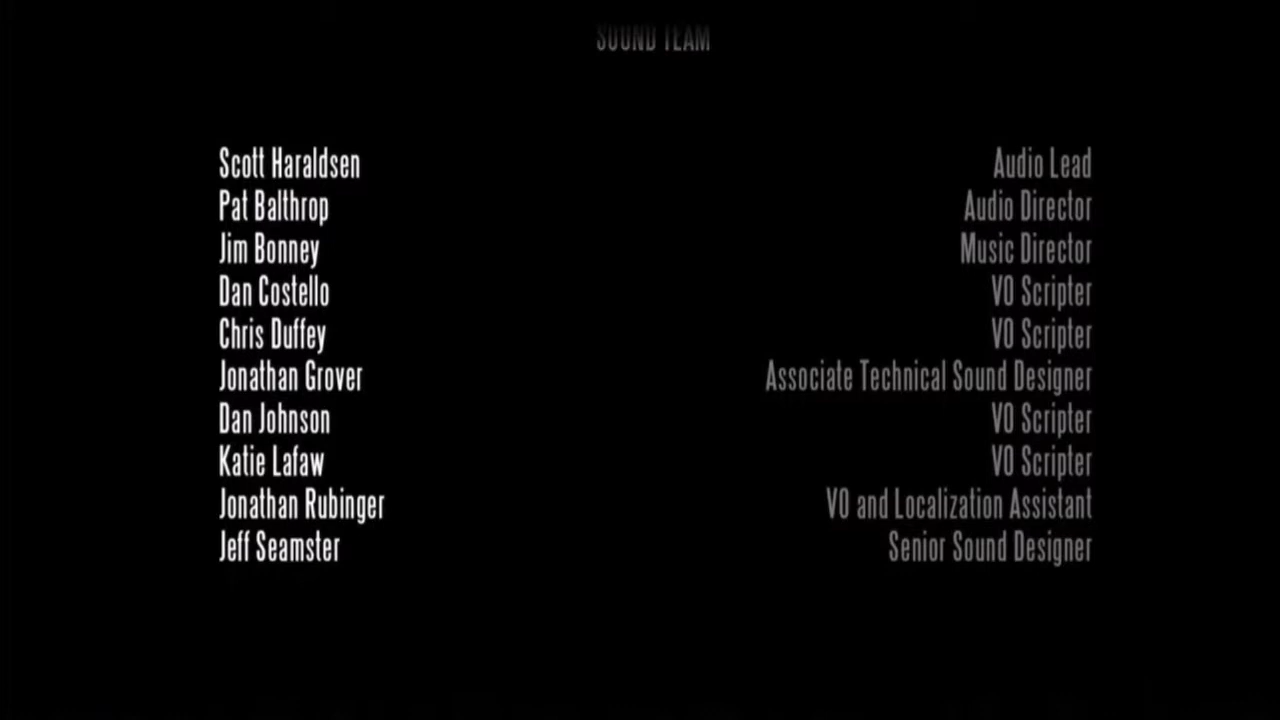 SOUND TEAM
Scott Haraldsen Audio Lead
Pat Balthrop Audio Director
Jim Bonney Music Director
Dan Costello VO Scripter
Chris Duffey VO Scripter
Jonathan Grover Associate Technical Sound Designer
Dan Johnson VO Scripter
Katie Lafaw VO Scripter
Jonathan Rubinger VO and Localization Assistant
Jeff Seamster Senior Sound Designer